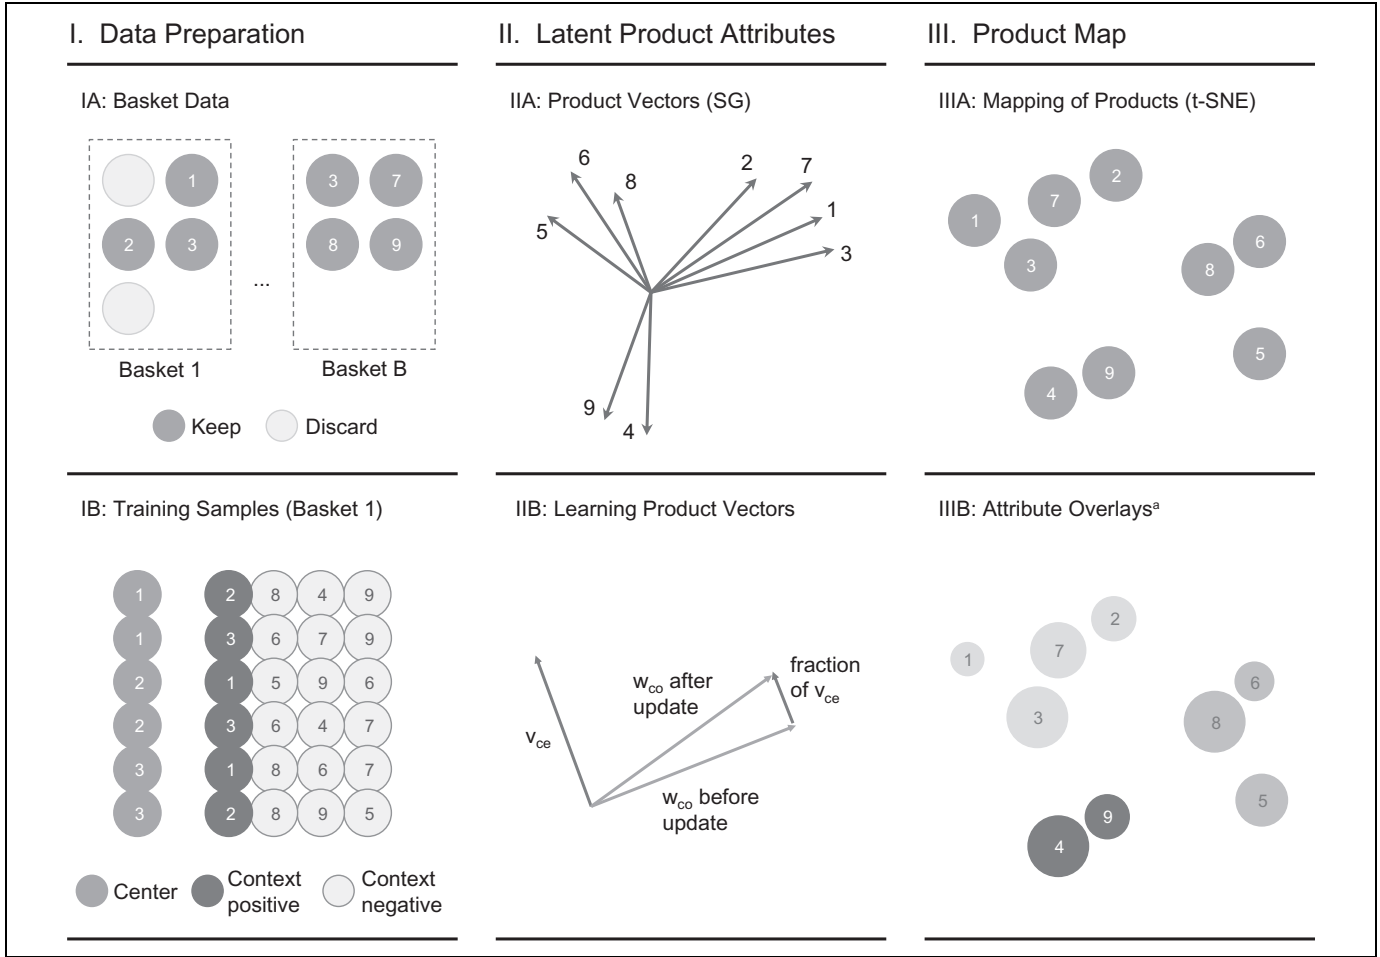 I. Data Preparation
IA: Basket Data
1
2 3
Basket 1
...
3 7
8 9
Basket B
Keep Discard
IB: Training Samples (Basket 1)
1 2 8 4 9
1 3 6 7 9
2 1 5 9 6
2 3 6 4 7
3 1 8 6 7
3 2 8 9 5
Center
Context
positive
Context
negative
II. Latent Product Attributes
IIA: Product Vectors (SG)
6
8
5
2
7
1
3
9
4
IIB: Learning Product Vectors
v_ce
w_co after
update
fraction
of v_ce
w_co before
update
III. Product Map
IIIA: Mapping of Products (t-SNE)
2
7
1
3
6
8
5
9
4
IIIB: Attribute Overlaysᵃ
2
7
1
3
6
8
5
9
4